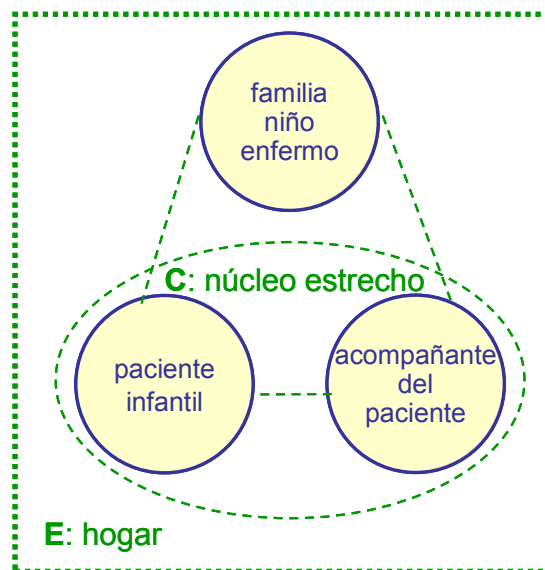 familia
niño
enfermo
C: núcleo estrecho
paciente
infantil
acompañante
del
paciente
E: hogar